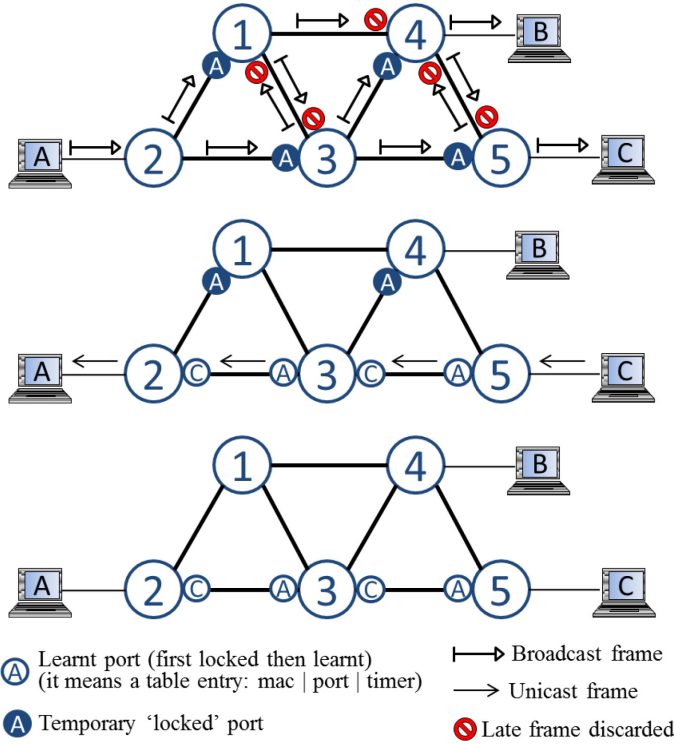 1 4 B
A A
A 2 A 3 A 5 C
1 4 B
A A
A 2 C A 3 C A 5 C
1 4 B
A 2 C A 3 C A 5 C
A Learnt port (first locked then learnt)
(it means a table entry: mac | port | timer)
A Temporary ‘locked’ port
Broadcast frame
Unicast frame
Late frame discarded